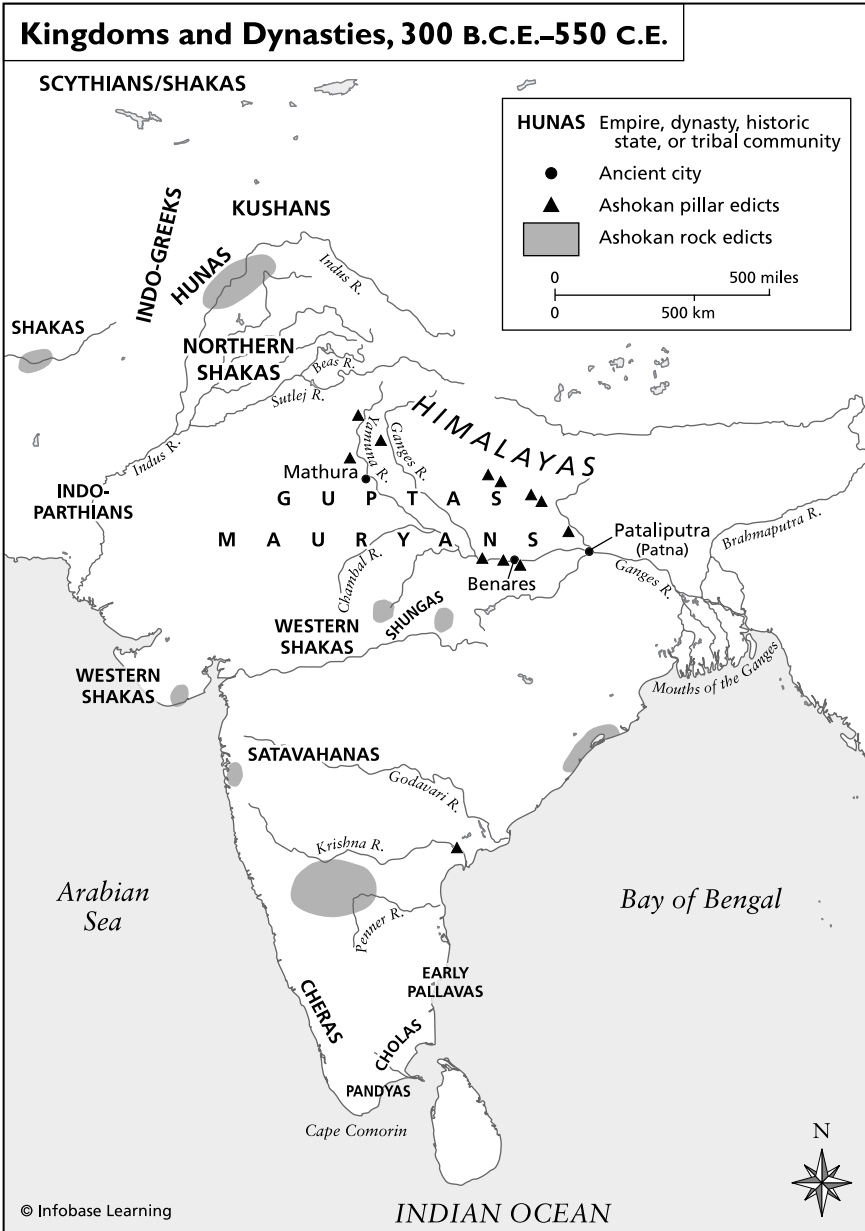 Kingdoms and Dynasties, 300 B.C.E.–550 C.E.
SCYTHIANS/SHAKAS
HUNAS Empire, dynasty, historic
state, or tribal community
Ancient city
Ashokan pillar edicts
Ashokan rock edicts
0 500 miles
0 500 km
INDO-GREEKS
KUSHANS
HUNAS
Indus R.
SHAKAS
NORTHERN
SHAKAS
Beas R.
Sutlej R.
HIMALAYAS
Yamuna R.
Ganges R.
Indus R.
Mathura
INDO-
PARTHIANS
GUPTAS
MAURYANS
Pataliputra
(Patna)
Brahmaputra R.
Chambal R.
Benares
Ganges R.
WESTERN
SHAKAS
SHUNGAS
WESTERN
SHAKAS
Mouths of the Ganges
SATAVAHANAS
Godavari R.
Krishna R.
Arabian
Sea
Bay of Bengal
Penner R.
EARLY
PALLAVAS
CHERAS
CHOLAS
PANDYAS
Cape Comorin
N
© Infobase Learning
INDIAN OCEAN